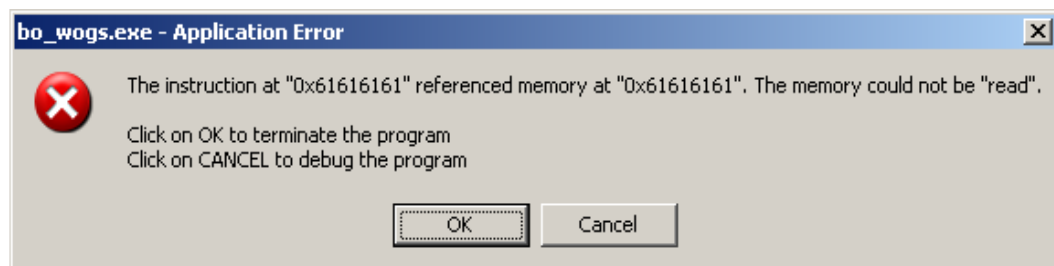 bo_wogs.exe - Application Error
The instruction at "0x61616161" referenced memory at "0x61616161". The memory could not be "read".
Click on OK to terminate the program
Click on CANCEL to debug the program
OK Cancel